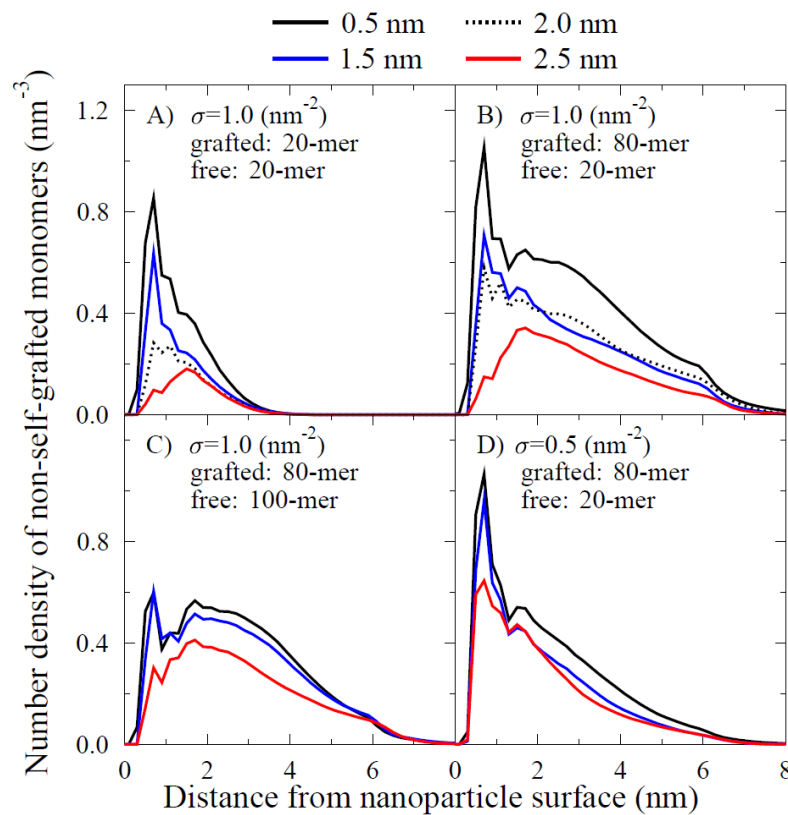 0.5 nm
2.0 nm
1.5 nm
2.5 nm
Number density of non-self-grafted monomers (nm⁻³)
1.2
0.8
0.4
0.0
A) σ=1.0 (nm⁻²)
grafted: 20-mer
free: 20-mer
B) σ=1.0 (nm⁻²)
grafted: 80-mer
free: 20-mer
0.8
0.4
0.0
C) σ=1.0 (nm⁻²)
grafted: 80-mer
free: 100-mer
D) σ=0.5 (nm⁻²)
grafted: 80-mer
free: 20-mer
0 2 4 6 0 2 4 6 8
Distance from nanoparticle surface (nm)